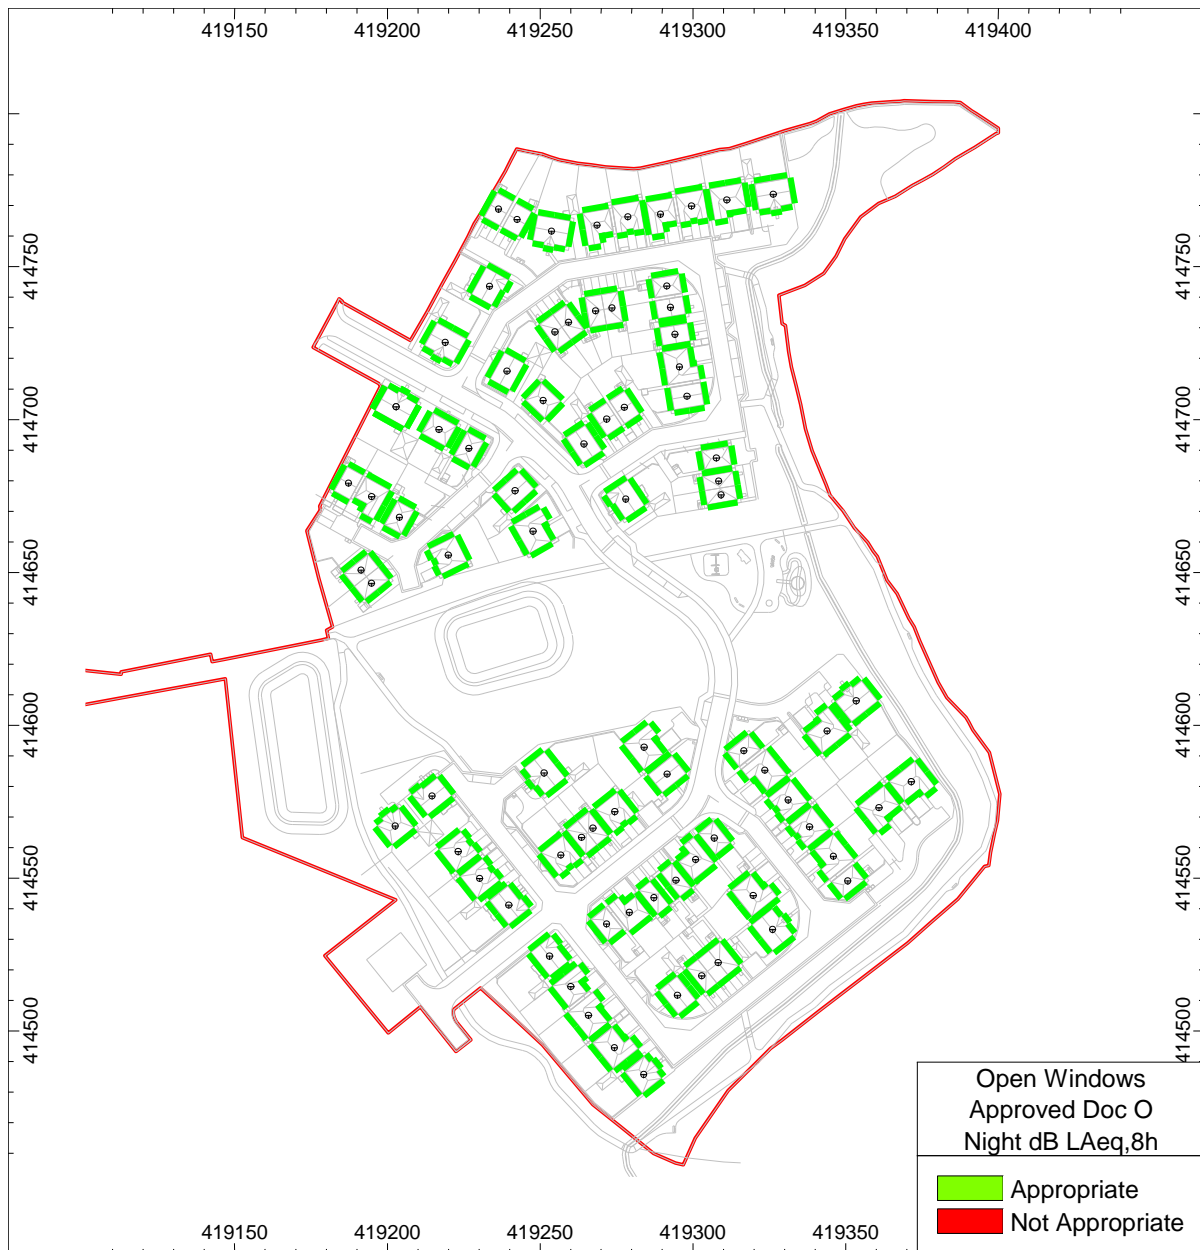 419150 419200 419250 419300 419350 419400
414750 414750
414700 414700
414650 414650
414600 414600
414550 414550
414500 414500
Open Windows
Approved Doc O
Night dB LAeq,8h
Appropriate
Not Appropriate
419150 419200 419250 419300 419350 419400